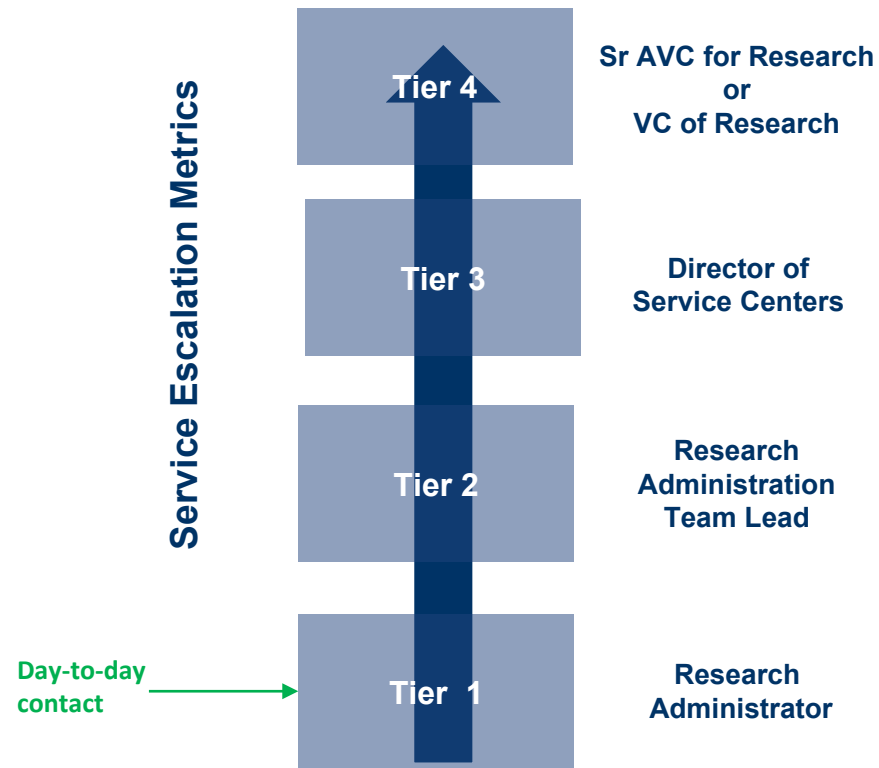 Service Escalation Metrics
Tier 4
Sr AVC for Research
or
VC of Research
Tier 3
Director of
Service Centers
Tier 2
Research
Administration
Team Lead
Day-to-day
contact
Tier 1
Research
Administrator